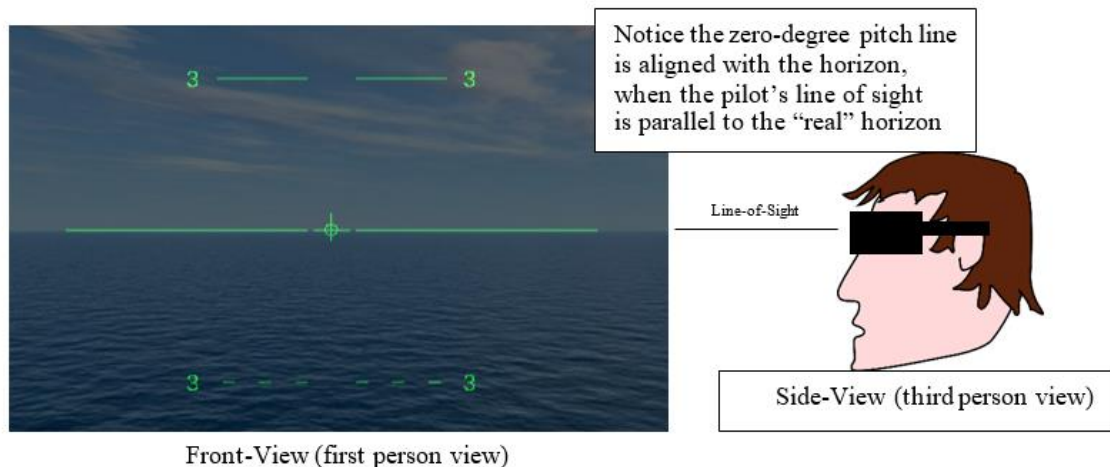 Notice the zero-degree pitch line
is aligned with the horizon,
when the pilot’s line of sight
is parallel to the “real” horizon
3 3
Line-of-Sight
3 3
Side-View (third person view)
Front-View (first person view)